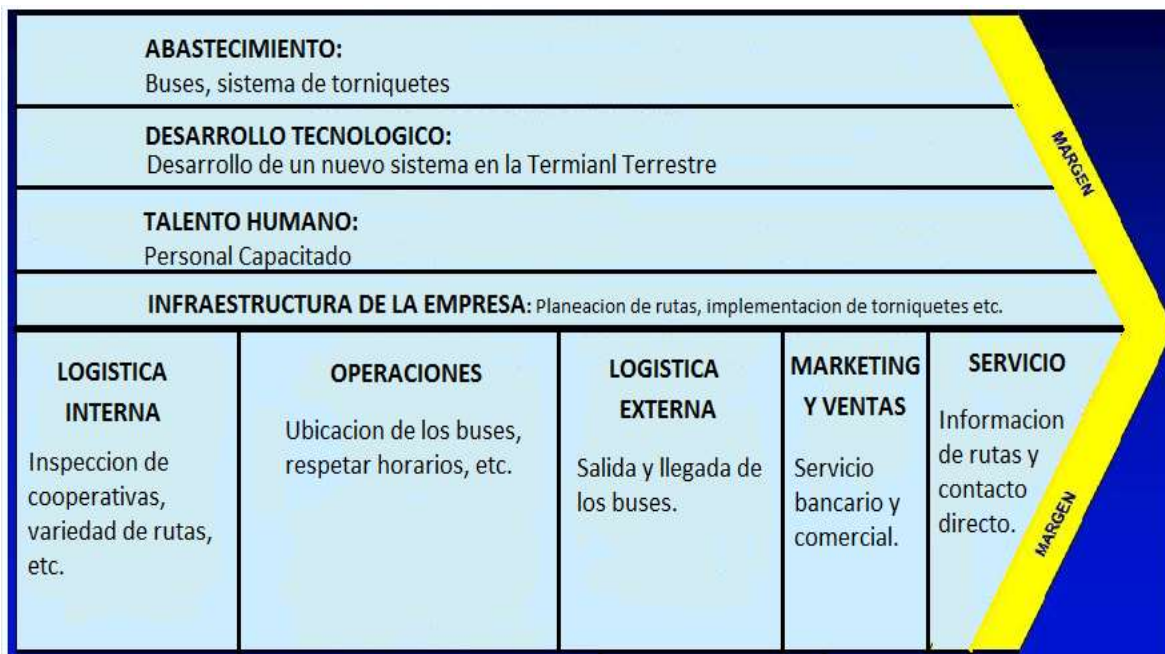 ABASTECIMIENTO:
Buses, sistema de torniquetes
DESARROLLO TECNOLOGICO:
Desarrollo de un nuevo sistema en la Termianl Terrestre
TALENTO HUMANO:
Personal Capacitado
INFRAESTRUCTURA DE LA EMPRESA: Planeacion de rutas, implementacion de torniquetes etc.
MARGEN
LOGISTICA
INTERNA
Inspeccion de
cooperativas,
variedad de rutas,
etc.
OPERACIONES
Ubicacion de los buses,
respetar horarios, etc.
LOGISTICA
EXTERNA
Salida y llegada de
los buses.
MARKETING
Y VENTAS
Servicio
bancario y
comercial.
SERVICIO
Informacion
de rutas y
contacto
directo.
MARGEN